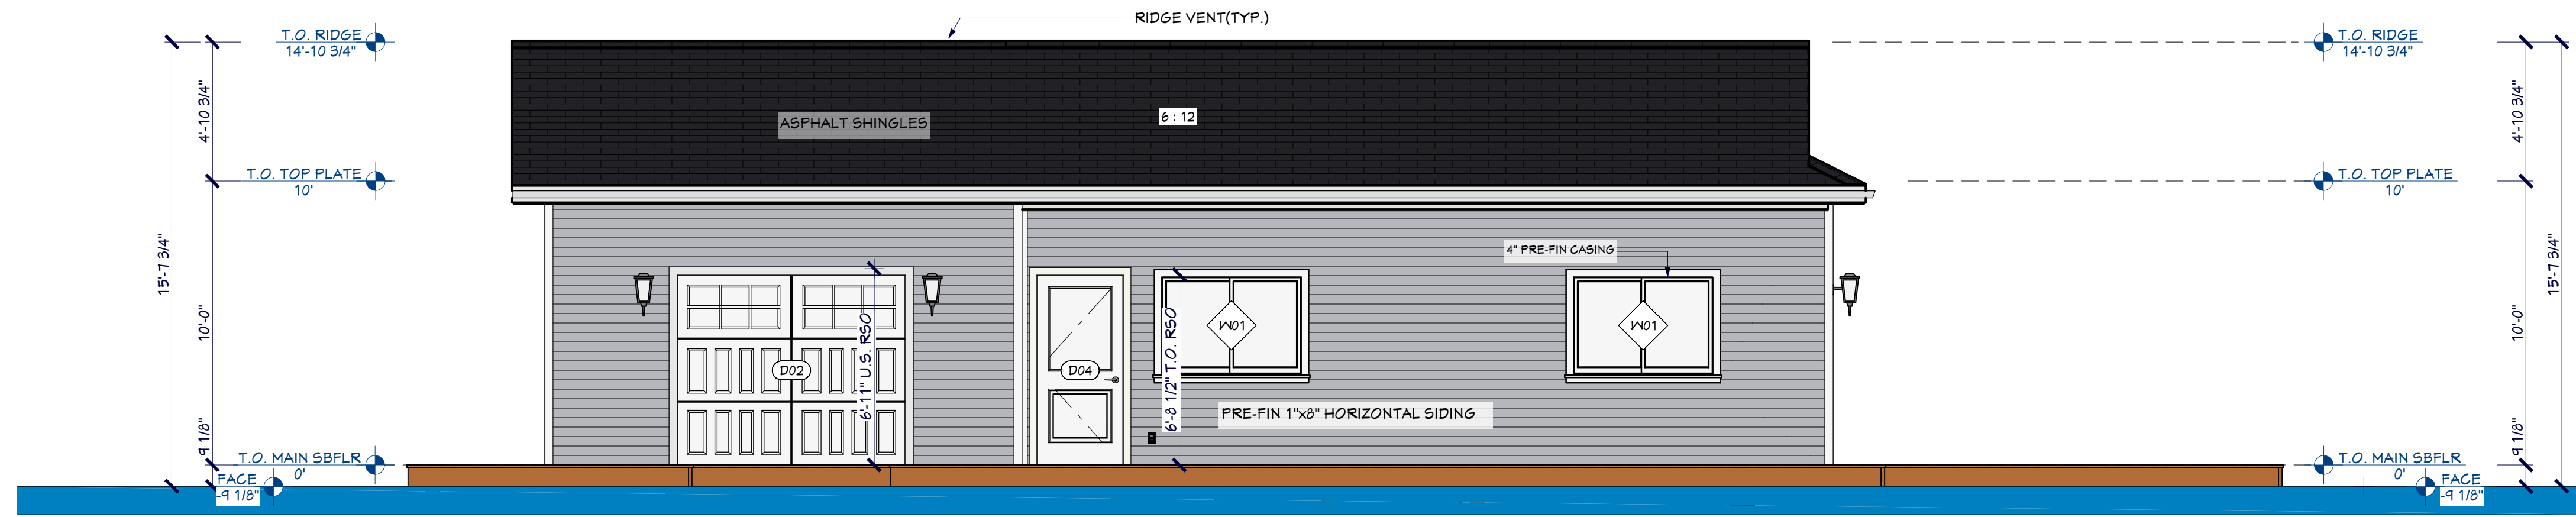 RIDGE VENT(TYP.)
T.O. RIDGE
14'-10 3/4"
T.O. RIDGE
14'-10 3/4"
4'-10 3/4"
4'-10 3/4"
ASPHALT SHINGLES
6 : 12
T.O. TOP PLATE
10'
T.O. TOP PLATE
10'
15'-7 3/4"
15'-7 3/4"
4" PRE-FIN CASING
10'-0"
10'-0"
W01
W01
D02
6'-11" U.S. RSO
D04
6'-8 1/2" T.O. RSO
PRE-FIN 1"x8" HORIZONTAL SIDING
9 1/8"
9 1/8"
T.O. MAIN SBFLR
0'
T.O. MAIN SBFLR
0'
FACE
-9 1/8"
FACE
-9 1/8"